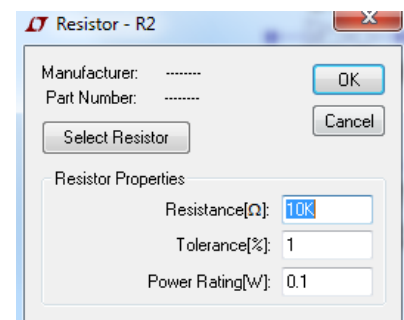 Resistor - R2
Manufacturer: --------
OK
Part Number: --------
Cancel
Select Resistor
Resistor Properties
Resistance[Ω]: 10K
Tolerance[%]: 1
Power Rating[W]: 0.1